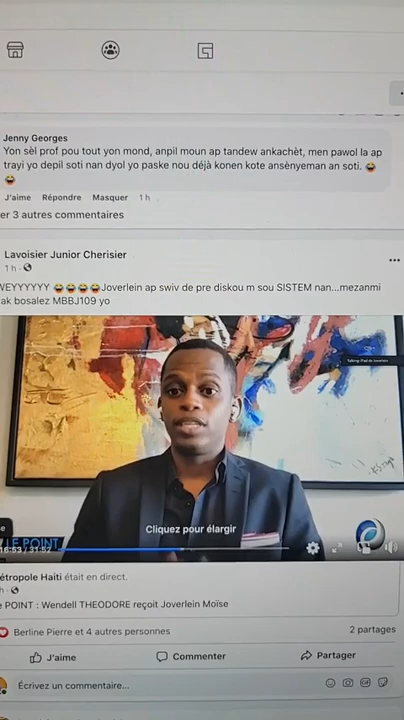 Jenny Georges
Yon sèl prof pou tout yon mond, anpil moun ap tandew ankachèt, men pawol la ap
trayi yo depil soti nan dyol yo paske nou déjà konen kote ansènyeman an soti. 😂
😂
J'aime Répondre Masquer 1 h
er 3 autres commentaires
Lavoisier Junior Cherisier
1 h
WEYYYYYY 😂😂😂😂Joverlein ap swiv de pre diskou m sou SISTEM nan...mezanmi
ak bosalez MBBJ109 yo
Cliquez pour élargir
LE POINT
16:53 / 31:52
étropole Haiti était en direct.
e POINT : Wendell THEODORE reçoit Joverlein Moïse
Berline Pierre et 4 autres personnes
2 partages
J'aime
Commenter
Partager
Écrivez un commentaire...